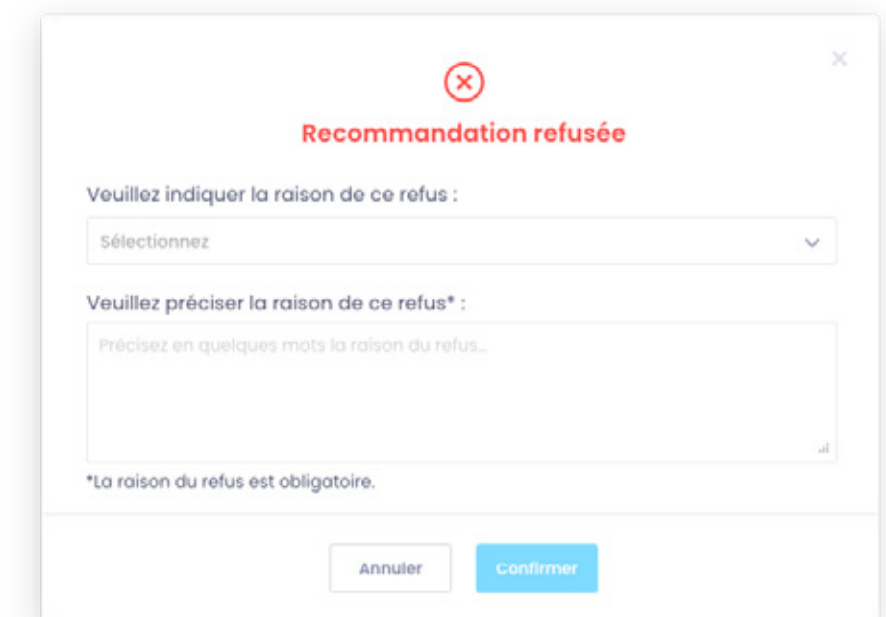 Recommandation refusée
Veuillez indiquer la raison de ce refus :
Sélectionnez
Veuillez préciser la raison de ce refus* :
Précisez en quelques mots la raison du refus..
*La raison du refus est obligatoire.
Annuler
Confirmer